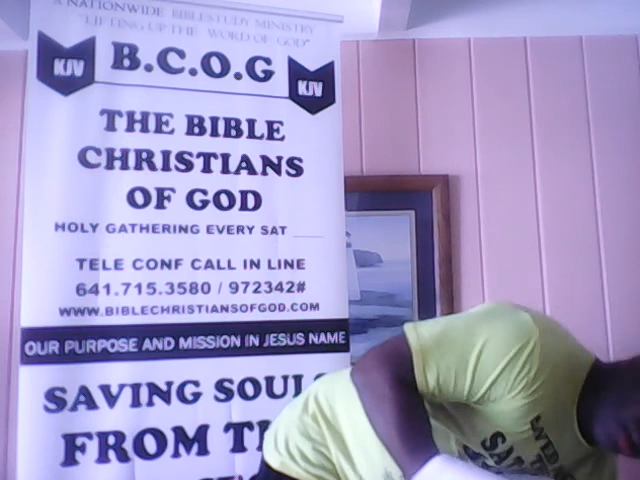 A NATIONWIDE BIBLESTUDY MINISTRY
"LIFTING UP THE WORD OF GOD"
KJV B.C.O.G KJV
THE BIBLE
CHRISTIANS
OF GOD
HOLY GATHERING EVERY SAT
TELE CONF CALL IN LINE
641.715.3580 / 972342#
WWW.BIBLECHRISTIANSOFGOD.COM
OUR PURPOSE AND MISSION IN JESUS NAME
SAVING SOULS
FROM